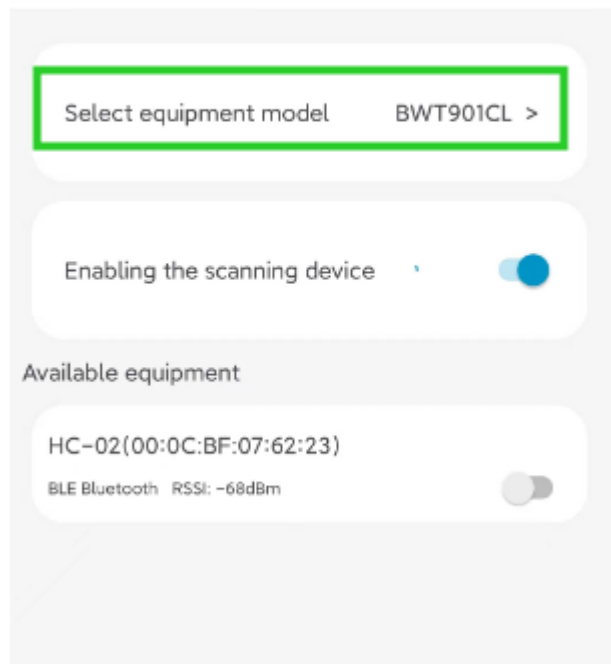 Select equipment model BWT901CL >
Enabling the scanning device
Available equipment
HC-02(00:0C:BF:07:62:23)
BLE Bluetooth RSSI: -68dBm